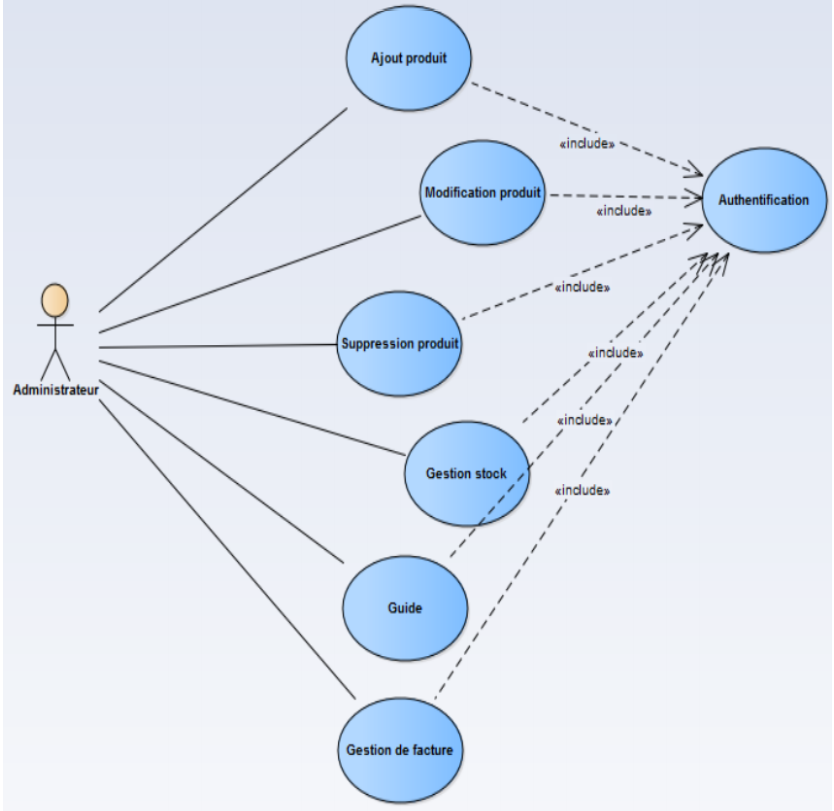 Ajout produit
«include»
Modification produit
Authentification
«include»
«include»
Suppression produit
«include»
Administrateur
«include»
Gestion stock
«include»
Guide
Gestion de facture